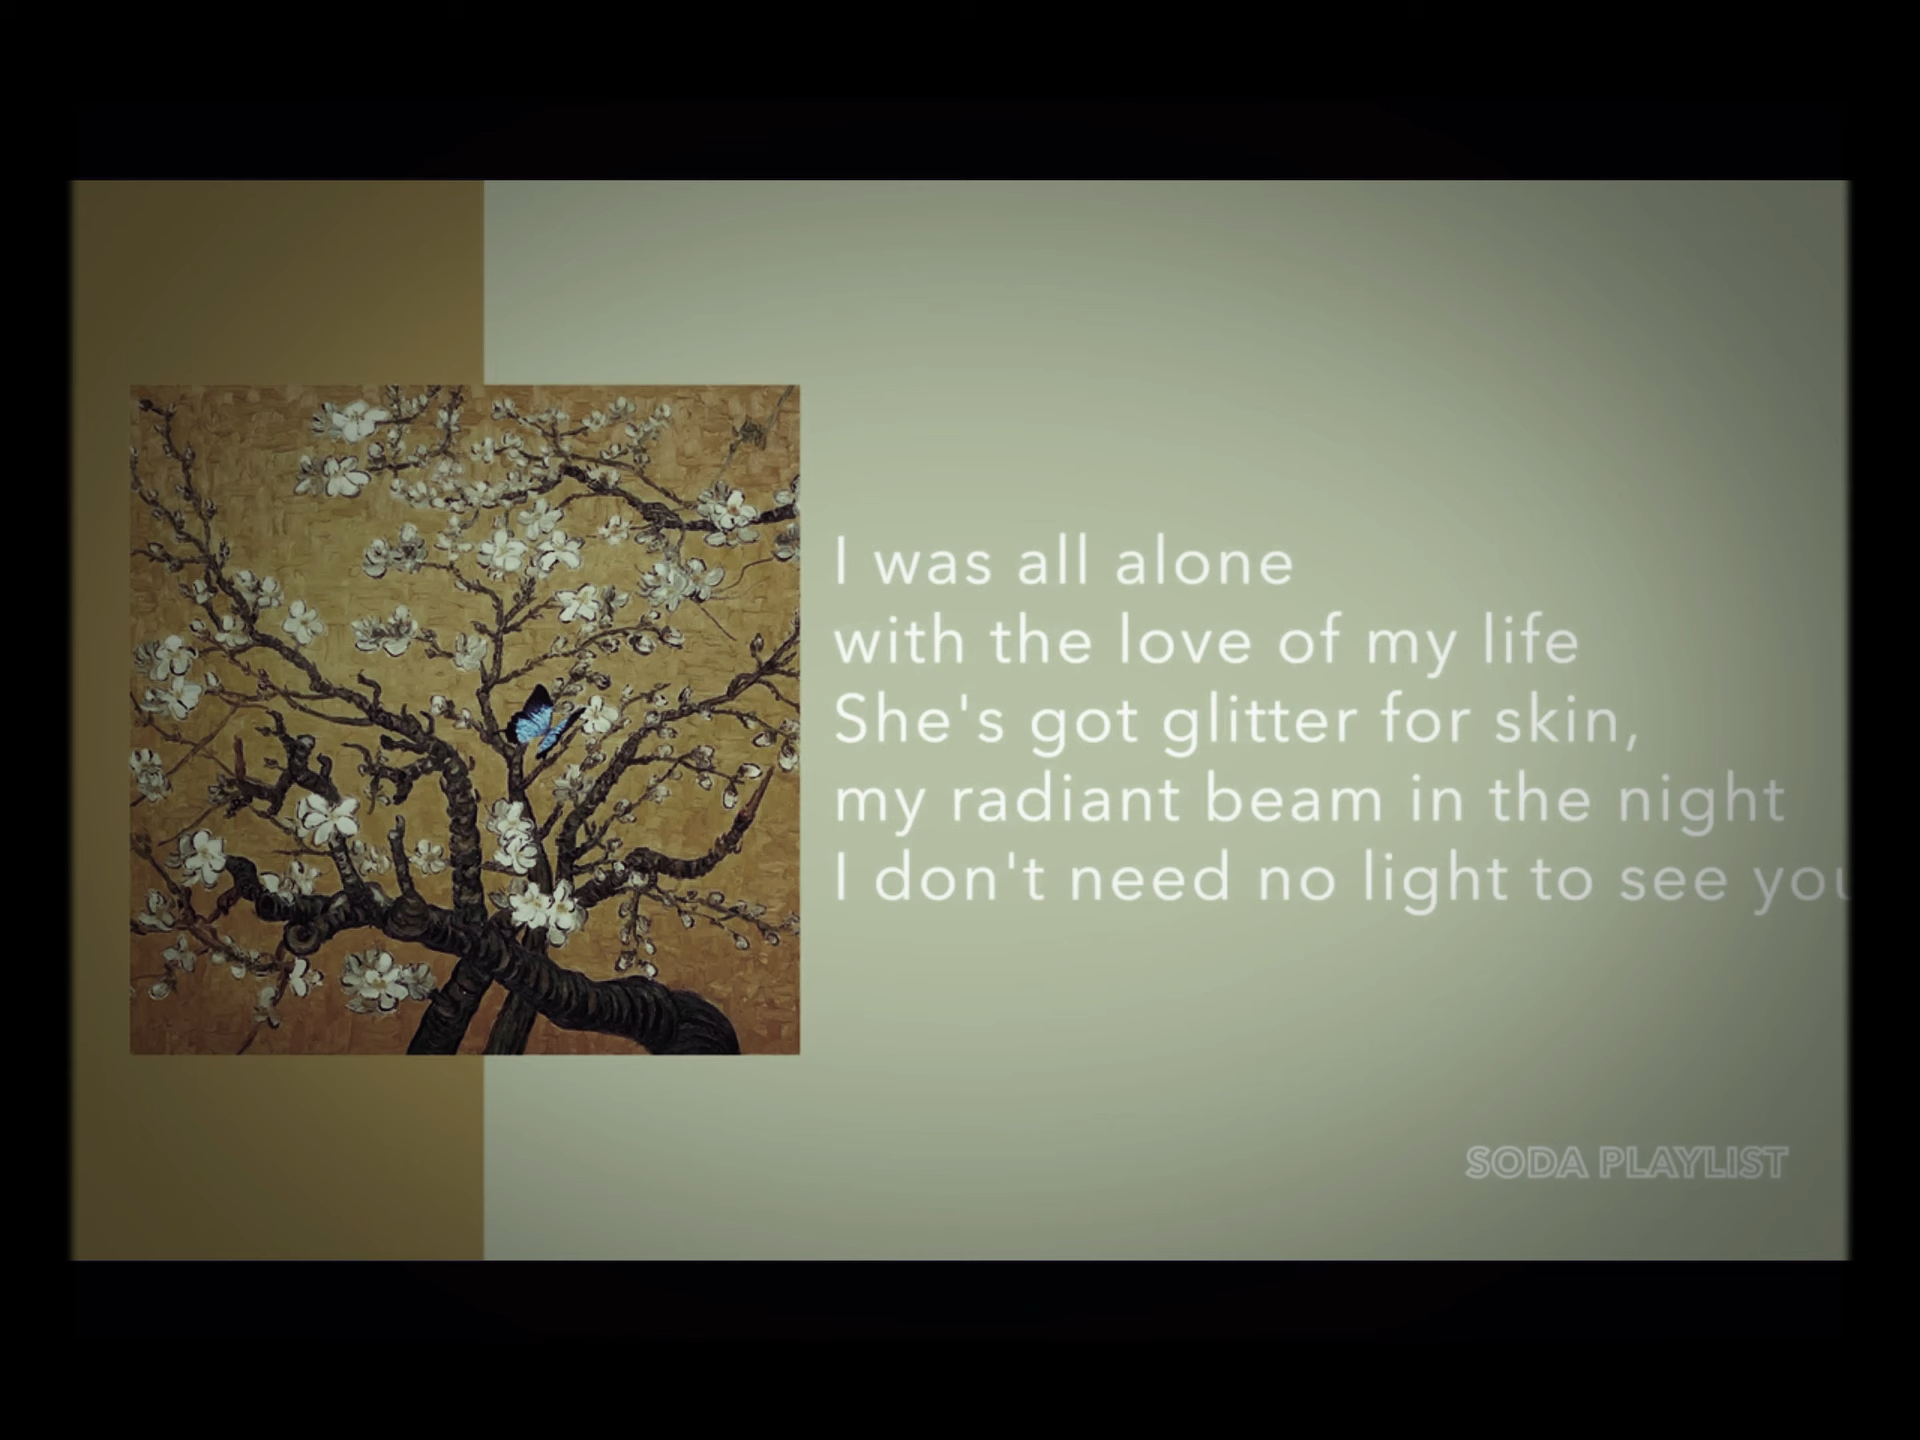 I was all alone
with the love of my life
She's got glitter for skin,
my radiant beam in the night
I don't need no light to see you
SODA PLAYLIST